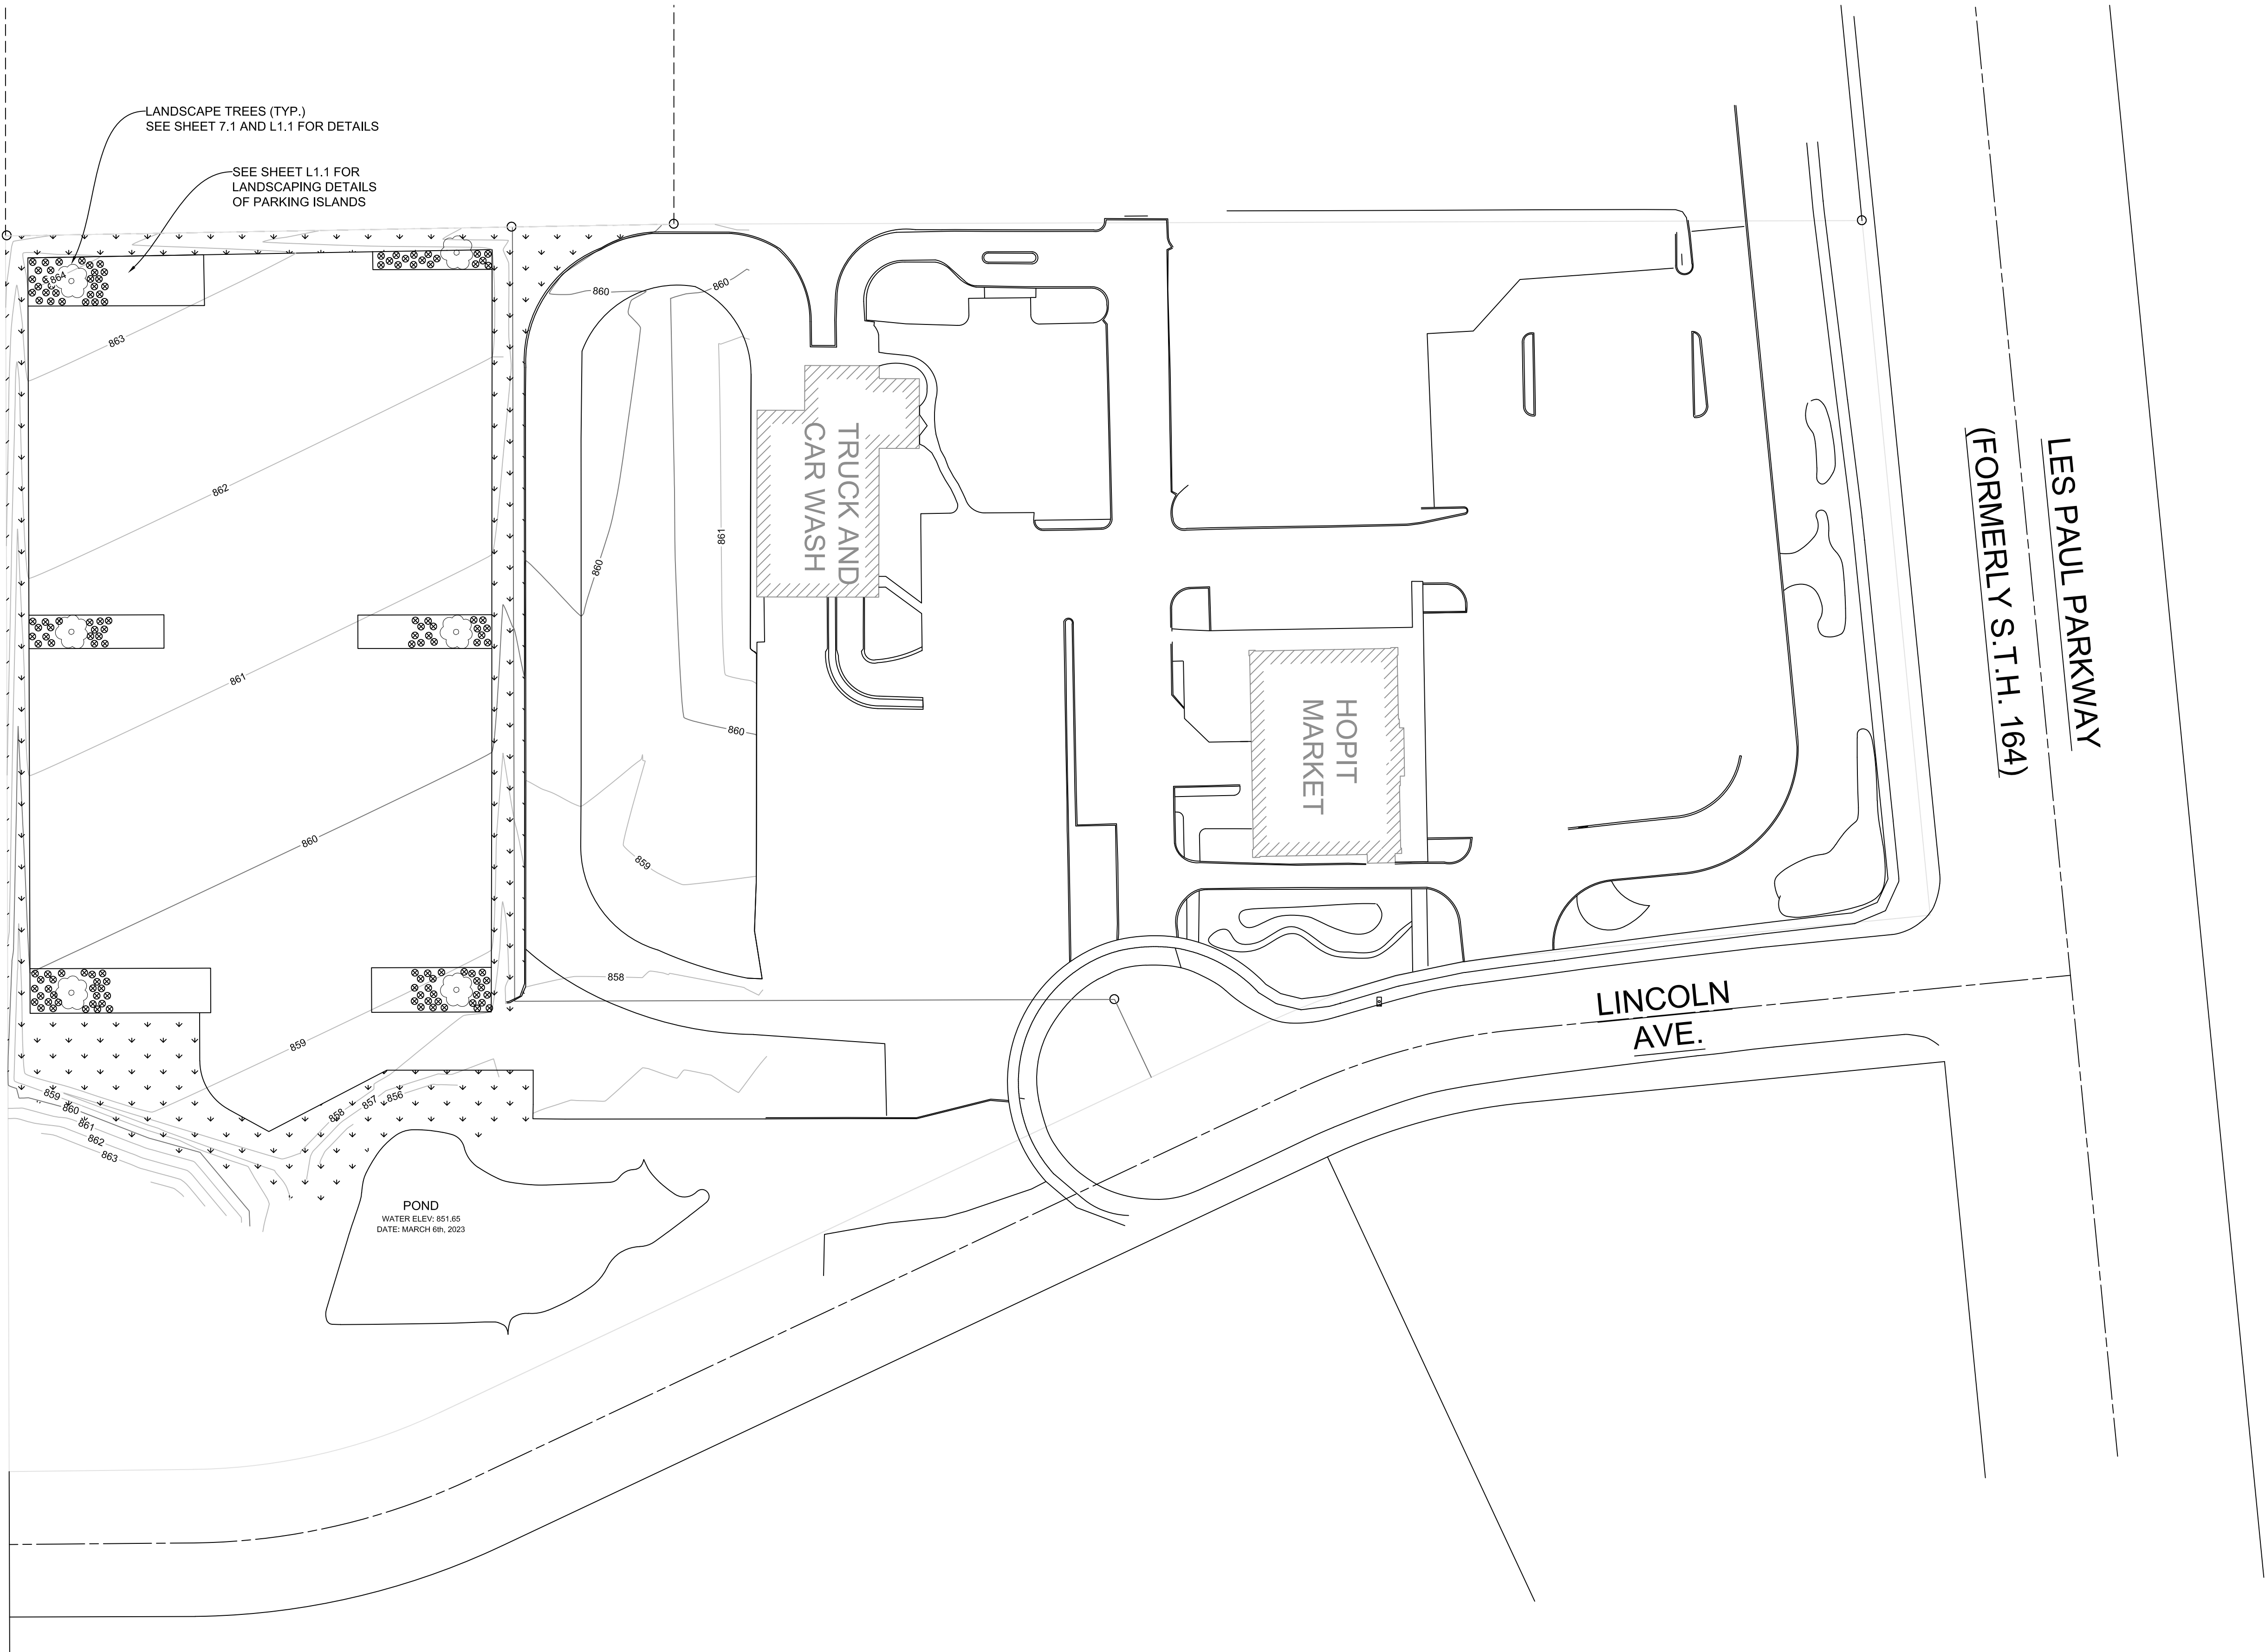 LANDSCAPE TREES (TYP.)
SEE SHEET 7.1 AND L1.1 FOR DETAILS
SEE SHEET L1.1 FOR
LANDSCAPING DETAILS
OF PARKING ISLANDS
864
863
862
861
860
859
860
860
860
861
860
859
858
TRUCK AND
CAR WASH
HOPIT
MARKET
LES PAUL PARKWAY
(FORMERLY S.T.H. 164)
LINCOLN
AVE.
859
860
861
862
863
858
857
856
POND
WATER ELEV: 851.65
DATE: MARCH 6th, 2023